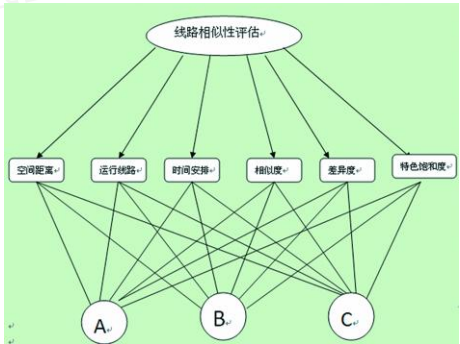 线路相似性评估
空间距离
运行线路
时间安排
相似度
差异度
特色饱和度
A
B
C